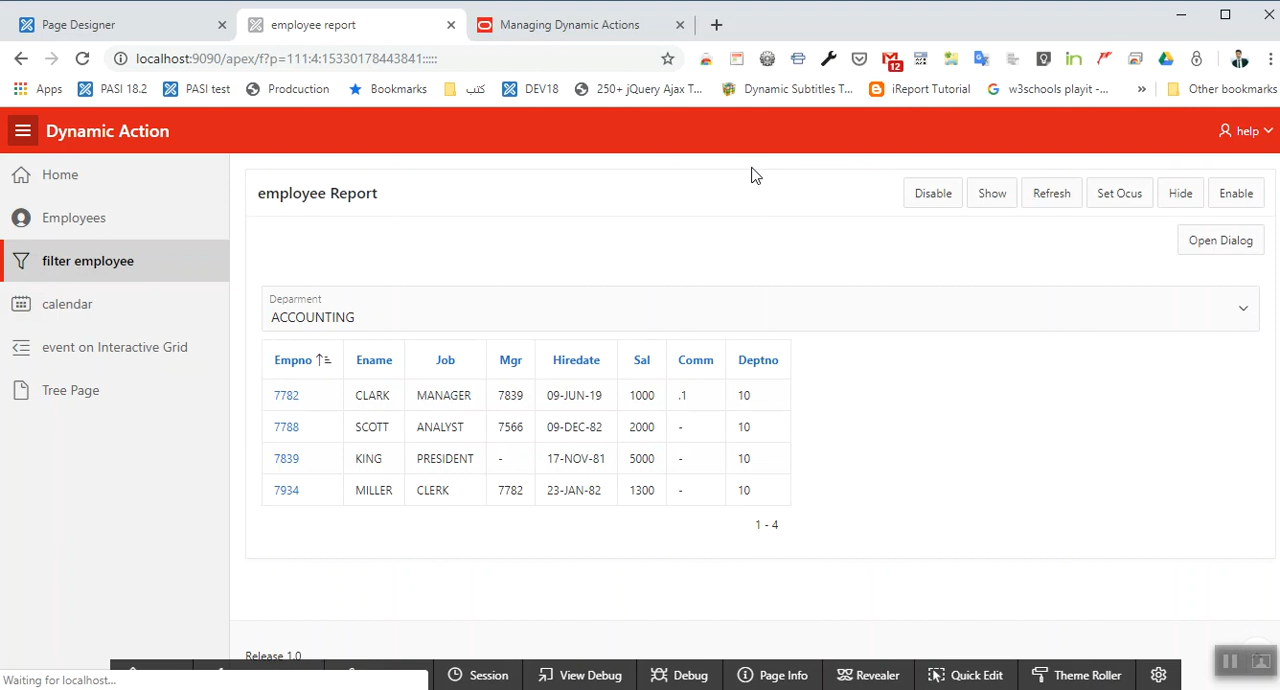 Page Designer
employee report
Managing Dynamic Actions
localhost:9090/apex/f?p=111:4:15330178443841:::::
12
Apps
PASI 18.2
PASI test
Prodcuction
Bookmarks
كتب
DEV18
250+ jQuery Ajax T...
Dynamic Subtitles T...
iReport Tutorial
w3schools playit -...
»
Other bookmarks
Dynamic Action
help
Home
Employees
filter employee
calendar
event on Interactive Grid
Tree Page
employee Report
Disable Show Refresh Set Ocus Hide Enable
Open Dialog
Deparment
ACCOUNTING
Empno Ename Job Mgr Hiredate Sal Comm Deptno
7782 CLARK MANAGER 7839 09-JUN-19 1000 .1 10
7788 SCOTT ANALYST 7566 09-DEC-82 2000 - 10
7839 KING PRESIDENT - 17-NOV-81 5000 - 10
7934 MILLER CLERK 7782 23-JAN-82 1300 - 10
1 - 4
Release 1.0
Waiting for localhost...
Session View Debug Debug Page Info Revealer Quick Edit Theme Roller